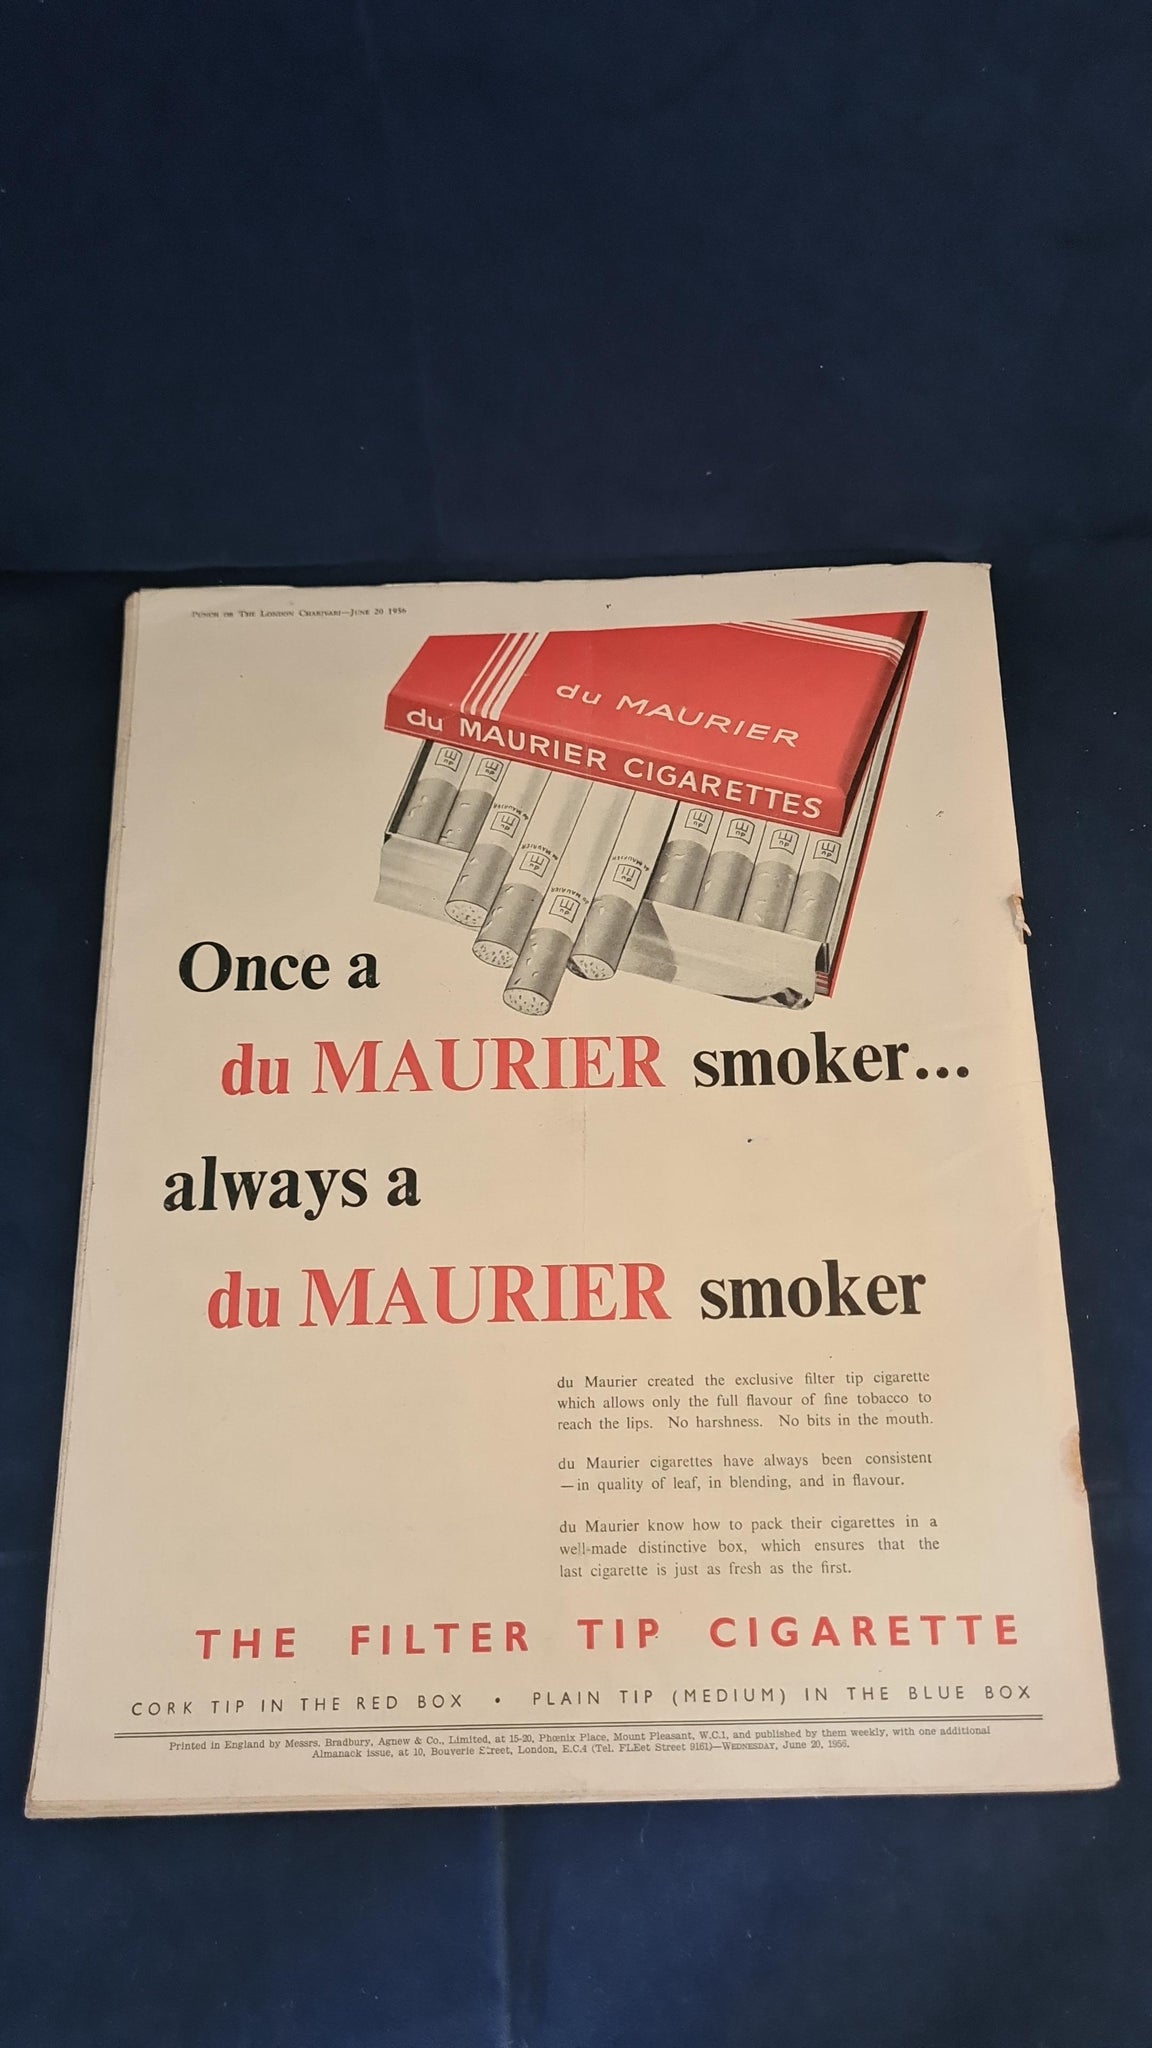 PUNCH OR THE LONDON CHARIVARI—JUNE 20 1956
du MAURIER
du MAURIER CIGARETTES
Once a
du MAURIER smoker...
always a
du MAURIER smoker
du Maurier created the exclusive filter tip cigarette
which allows only the full flavour of fine tobacco to
reach the lips. No harshness. No bits in the mouth.
du Maurier cigarettes have always been consistent
—in quality of leaf, in blending, and in flavour.
du Maurier know how to pack their cigarettes in a
well-made distinctive box, which ensures that the
last cigarette is just as fresh as the first.
THE FILTER TIP CIGARETTE
CORK TIP IN THE RED BOX • PLAIN TIP (MEDIUM) IN THE BLUE BOX
Printed in England by Messrs. Bradbury, Agnew & Co., Limited, at 15-20, Phœnix Place, Mount Pleasant, W.C.1, and published by them weekly, with one additional
Almanack issue, at 10, Bouverie Street, London, E.C.4 (Tel. FLEet Street 9161)—WEDNESDAY, June 20, 1956.